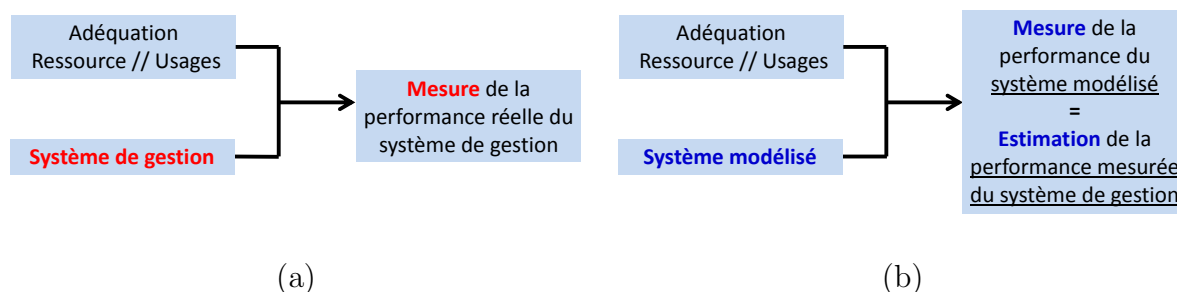 Adéquation
Ressource // Usages
Système de gestion
Mesure de la
performance réelle du
système de gestion
(a)
Adéquation
Ressource // Usages
Système modélisé
Mesure de la
performance du
système modélisé
=
Estimation de la
performance mesurée
du système de gestion
(b)